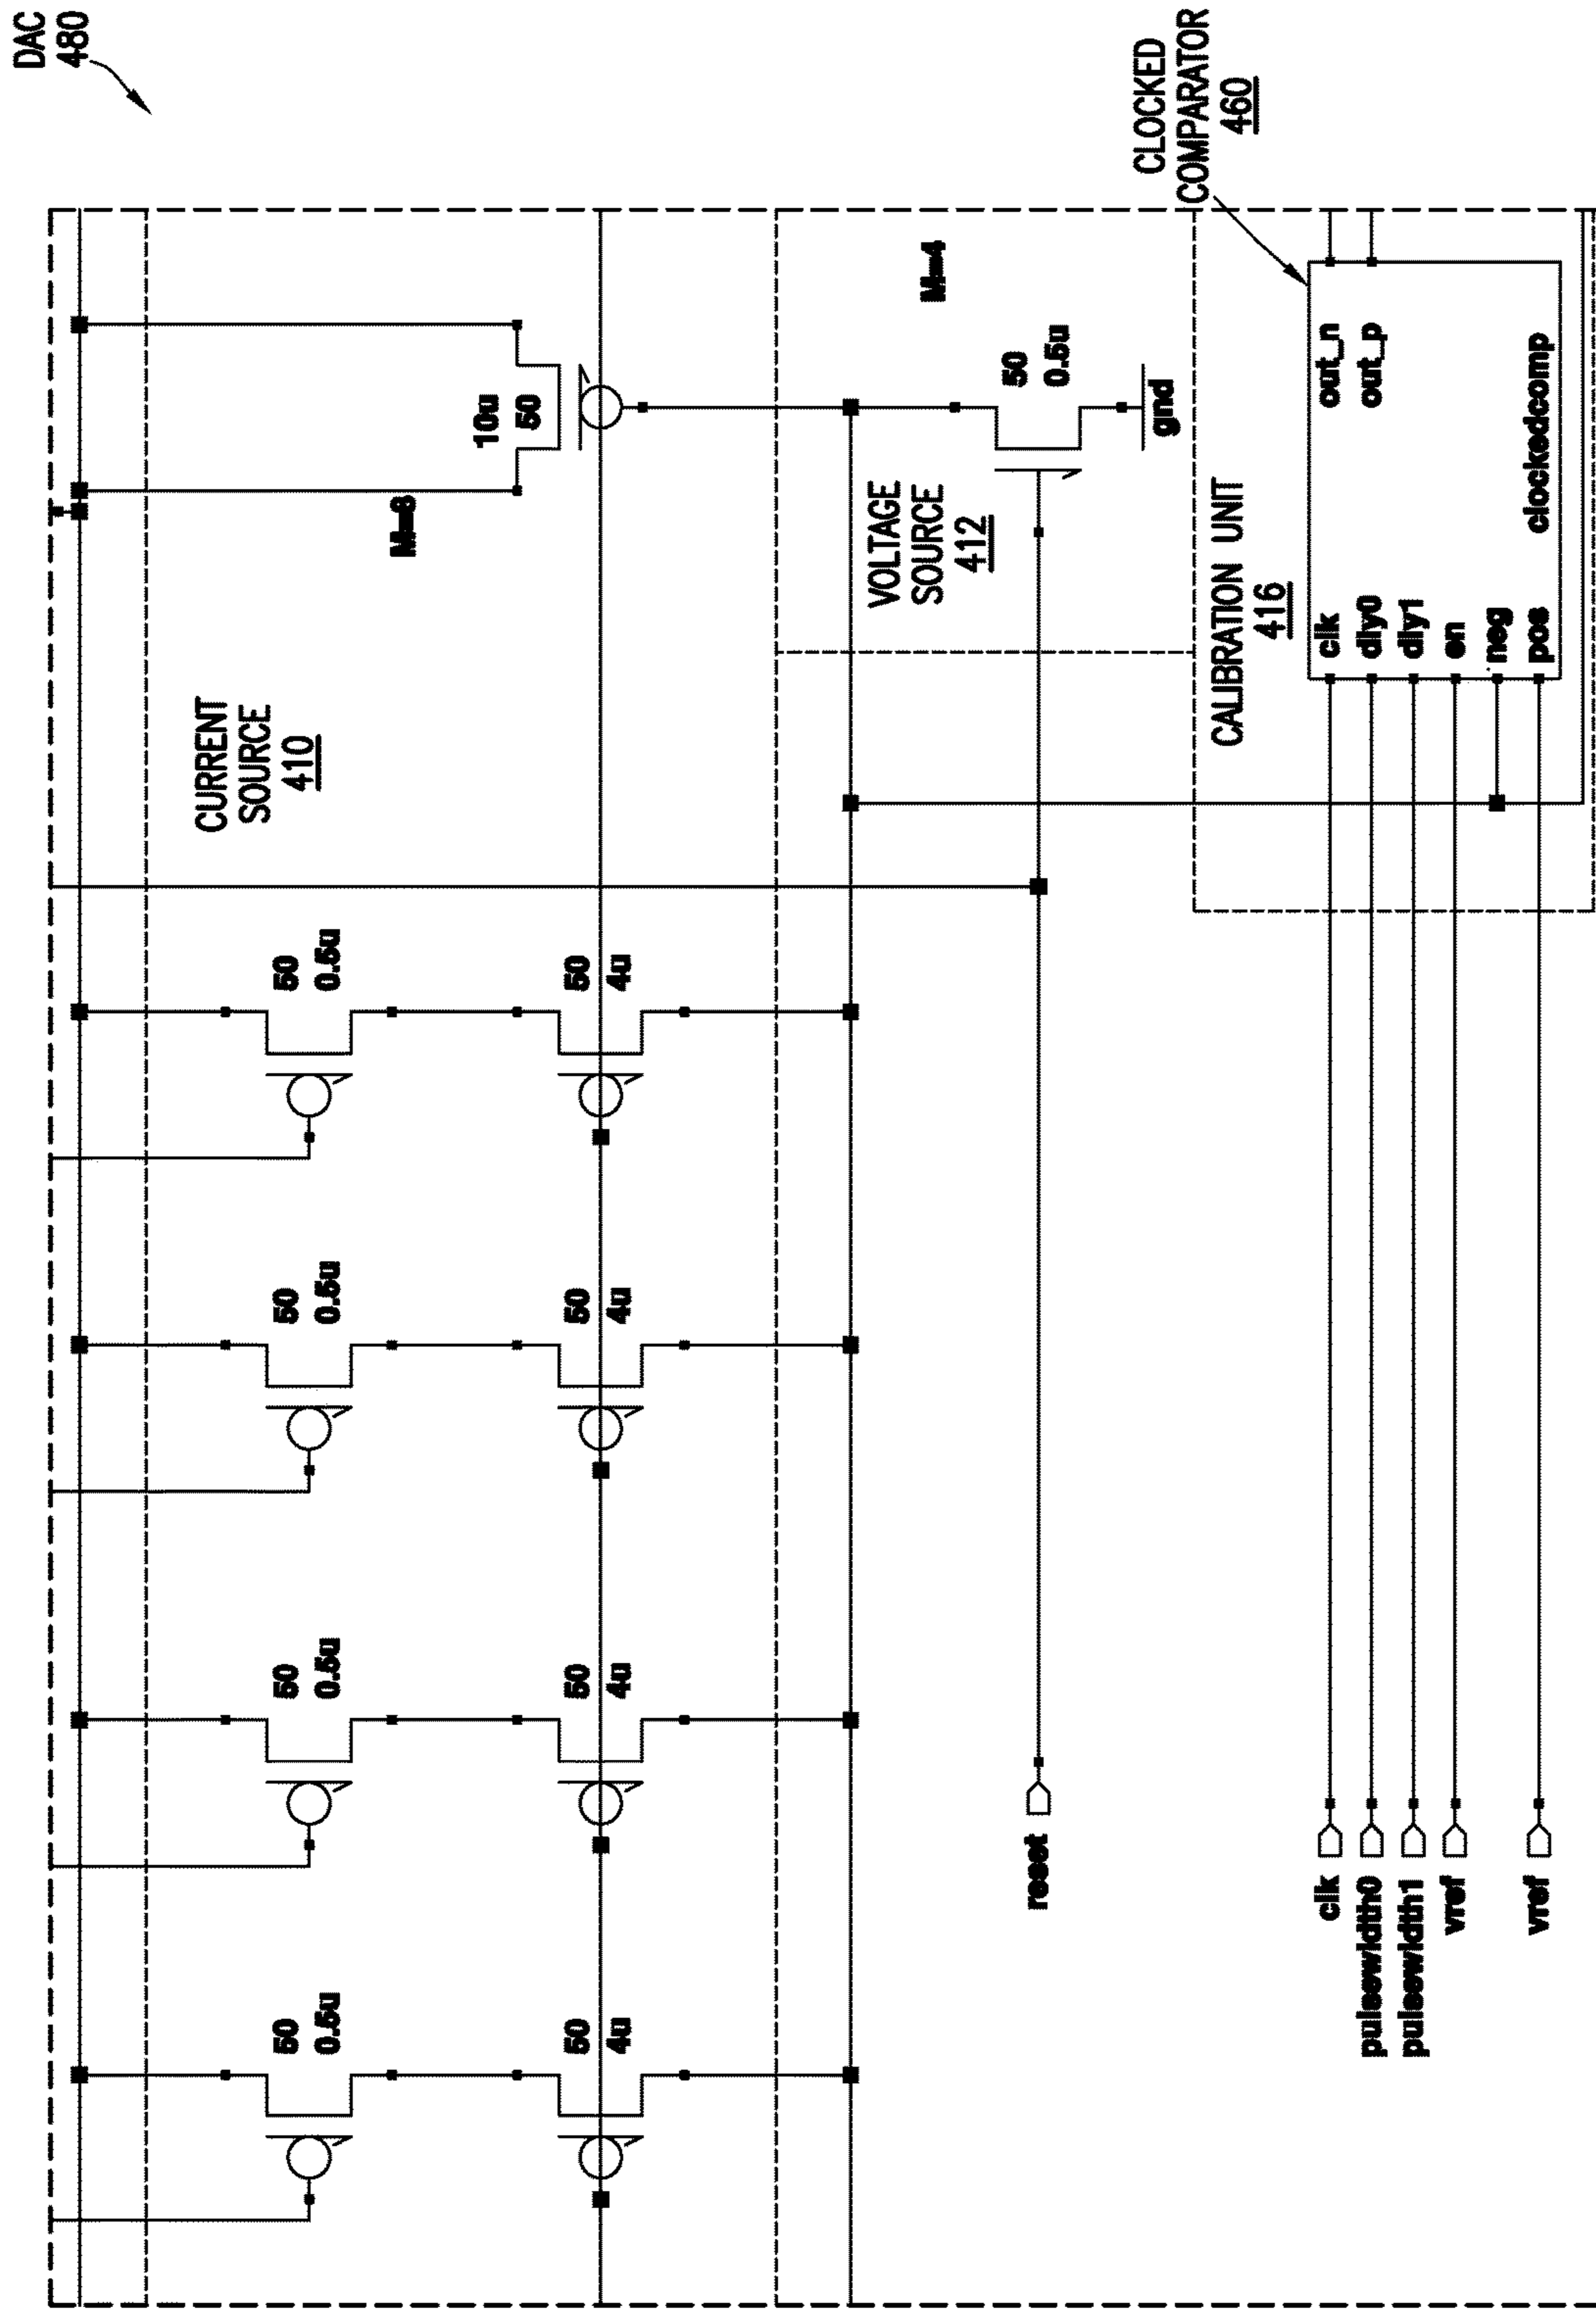 DAC
480
10u
50
M=8
CURRENT
SOURCE
410
50
0.5u
50
0.5u
50
0.5u
50
0.5u
50
4u
50
4u
50
4u
50
4u
M=4
50
0.5u
gnd
VOLTAGE
SOURCE
412
reset
CALIBRATION UNIT
416
CLOCKED
COMPARATOR
460
clk
dly0
dly1
en
neg
pos
out_n
out_p
clockedcomp
clk
pulsewidth0
pulsewidth1
vref
vref